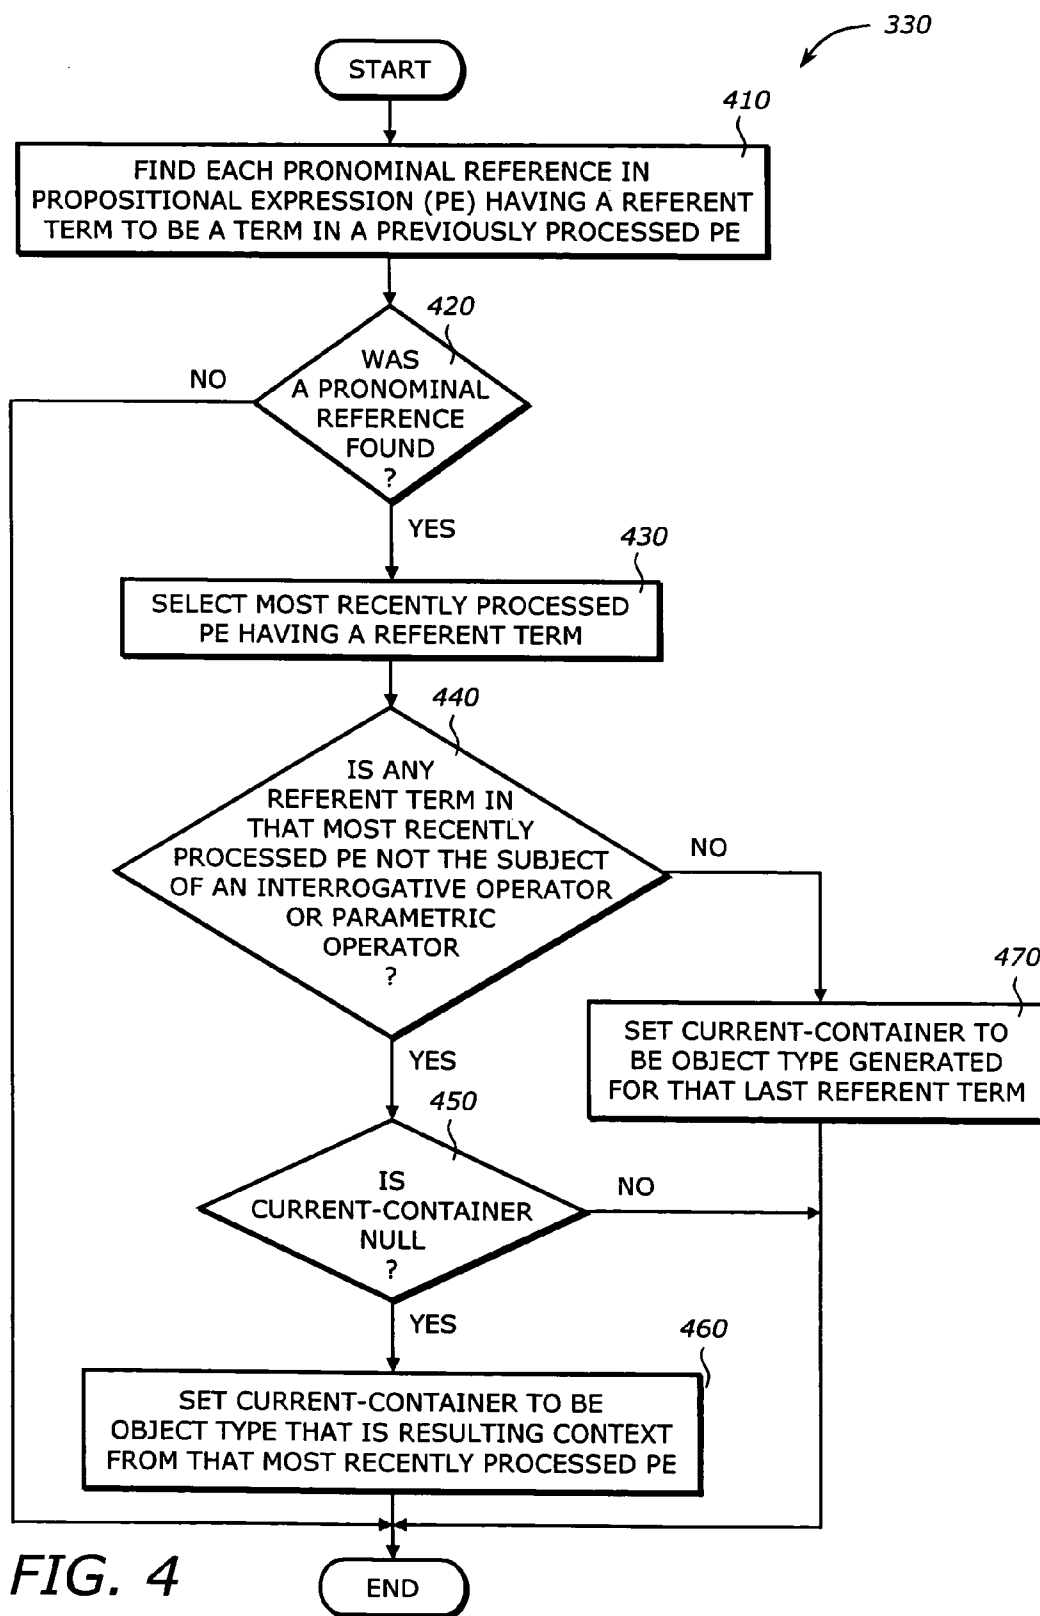 330
START
410
FIND EACH PRONOMINAL REFERENCE IN
PROPOSITIONAL EXPRESSION (PE) HAVING A REFERENT
TERM TO BE A TERM IN A PREVIOUSLY PROCESSED PE
420
WAS
A PRONOMINAL
REFERENCE
FOUND
?
NO
YES
430
SELECT MOST RECENTLY PROCESSED
PE HAVING A REFERENT TERM
440
IS ANY
REFERENT TERM IN
THAT MOST RECENTLY
PROCESSED PE NOT THE SUBJECT
OF AN INTERROGATIVE OPERATOR
OR PARAMETRIC
OPERATOR
?
NO
YES
470
SET CURRENT-CONTAINER TO
BE OBJECT TYPE GENERATED
FOR THAT LAST REFERENT TERM
450
IS
CURRENT-CONTAINER
NULL
?
NO
YES
460
SET CURRENT-CONTAINER TO BE
OBJECT TYPE THAT IS RESULTING CONTEXT
FROM THAT MOST RECENTLY PROCESSED PE
END
FIG. 4